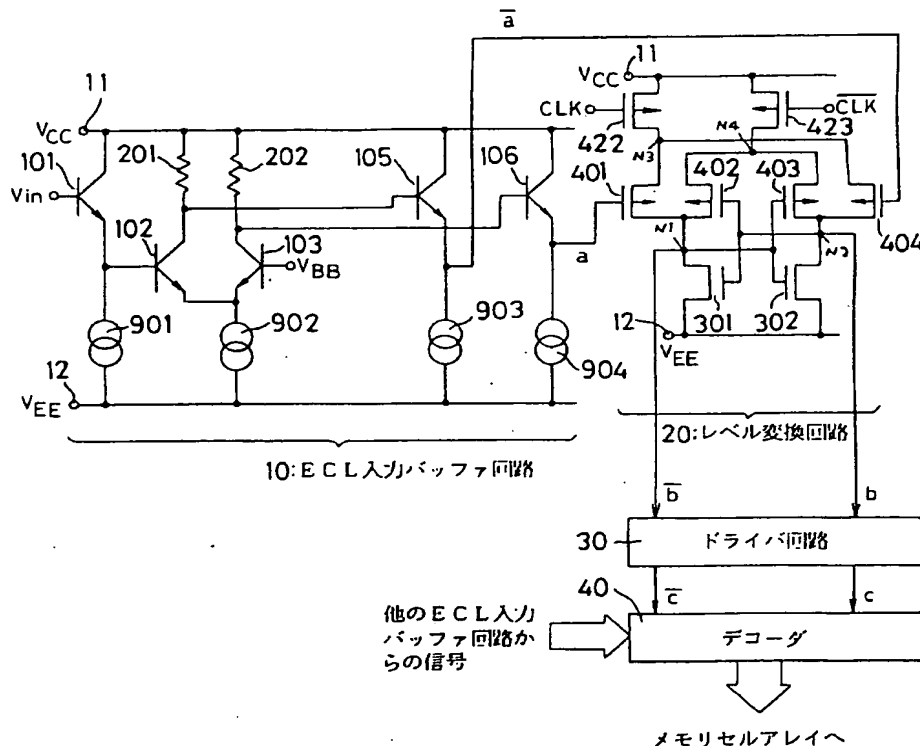 a̅
11
VCC
CLK
C̅L̅K̅
422
423
N3
N4
11
VCC
201
202
101
Vin
105
106
401
402
403
404
102
103
VBB
a
N1
N2
301
302
12
VEE
901
902
903
904
12
VEE
10:ECL入力バッファ回路
20:レベル変換回路
b̅
b
30
ドライバ回路
c̅
c
40
他のECL入力
バッファ回路か
らの信号
デコーダ
メモリセルアレイへ